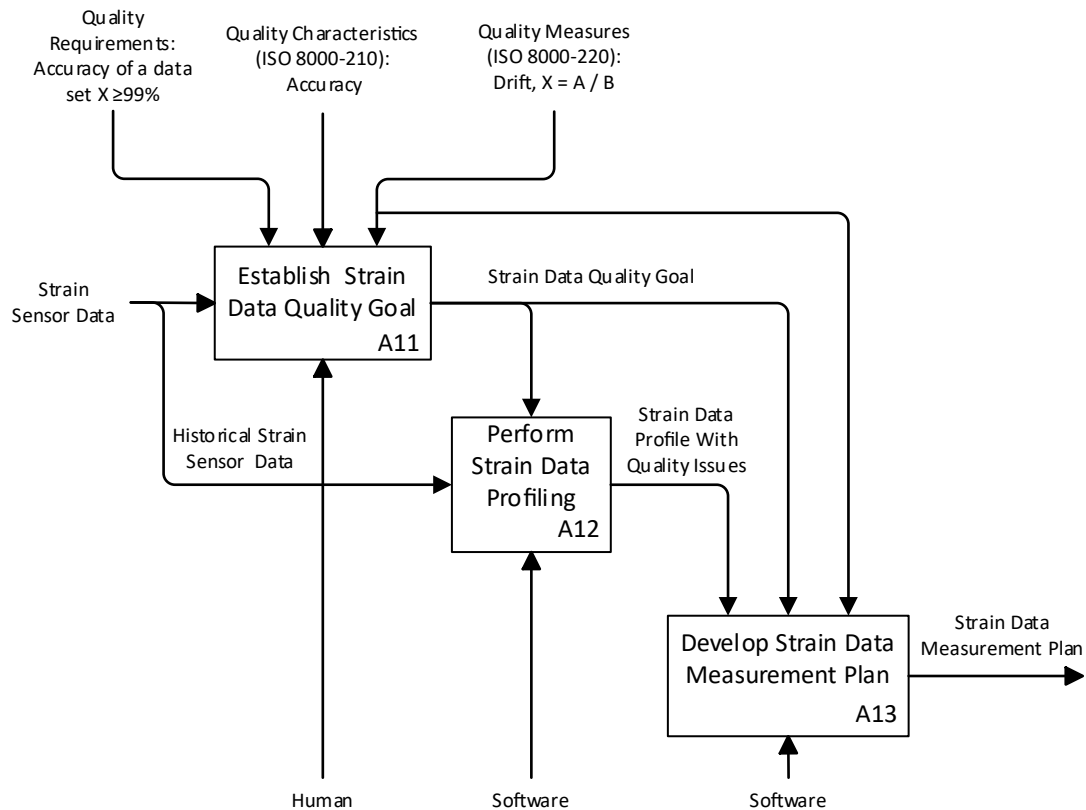 Quality
Requirements:
Accuracy of a data
set X ≥99%
Quality Characteristics
(ISO 8000-210):
Accuracy
Quality Measures
(ISO 8000-220):
Drift, X = A / B
Strain
Sensor Data
Establish Strain
Data Quality Goal
A11
Strain Data Quality Goal
Historical Strain
Sensor Data
Perform
Strain Data
Profiling
A12
Strain Data
Profile With
Quality Issues
Develop Strain Data
Measurement Plan
A13
Strain Data
Measurement Plan
Human
Software
Software